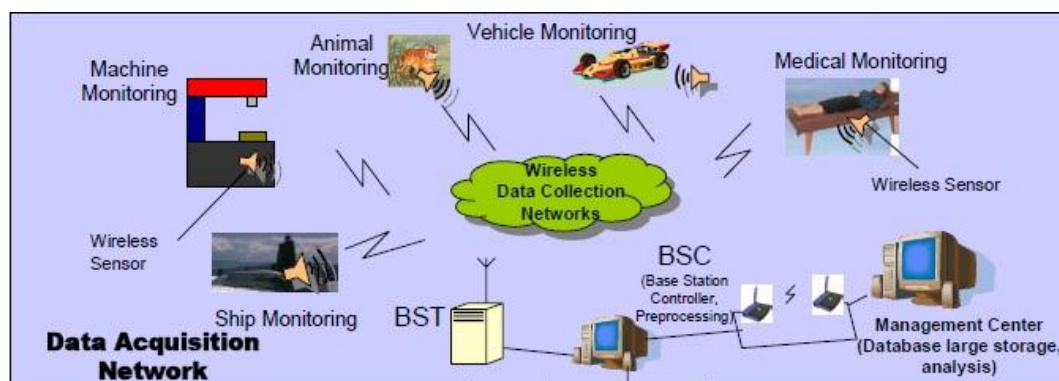 Machine
Monitoring
Animal
Monitoring
Vehicle Monitoring
Medical Monitoring
Wireless
Data Collection
Networks
Wireless Sensor
Wireless
Sensor
Ship Monitoring
BST
BSC
(Base Station
Controller,
Preprocessing)
Management Center
(Database large storage,
analysis)
Data Acquisition
Network